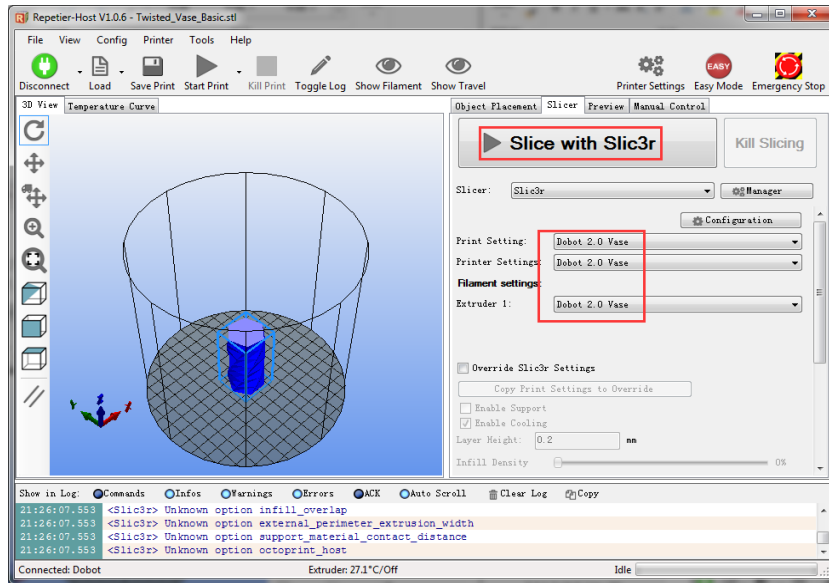 Repetier-Host V1.0.6 - Twisted_Vase_Basic.stl
File View Config Printer Tools Help
Disconnect Load Save Print Start Print Kill Print Toggle Log Show Filament Show Travel Printer Settings Easy Mode Emergency Stop
EASY
3D View Temperature Curve
Object Placement Slicer Preview Manual Control
Slice with Slic3r
Kill Slicing
Slicer: Slic3r Manager
Configuration
Print Setting: Dobot 2.0 Vase
Printer Settings: Dobot 2.0 Vase
Filament settings:
Extruder 1: Dobot 2.0 Vase
Override Slic3r Settings
Copy Print Settings to Override
Enable Support
Enable Cooling
Layer Height: 0.2 mm
Infill Density 0%
Y Z X
Show in Log: Commands Infos Warnings Errors ACK Auto Scroll Clear Log Copy
21:26:07.553 <Slic3r> Unknown option infill_overlap
21:26:07.553 <Slic3r> Unknown option external_perimeter_extrusion_width
21:26:07.553 <Slic3r> Unknown option support_material_contact_distance
21:26:07.553 <Slic3r> Unknown option octoprint_host
Connected: Dobot Extruder: 27.1°C/Off Idle